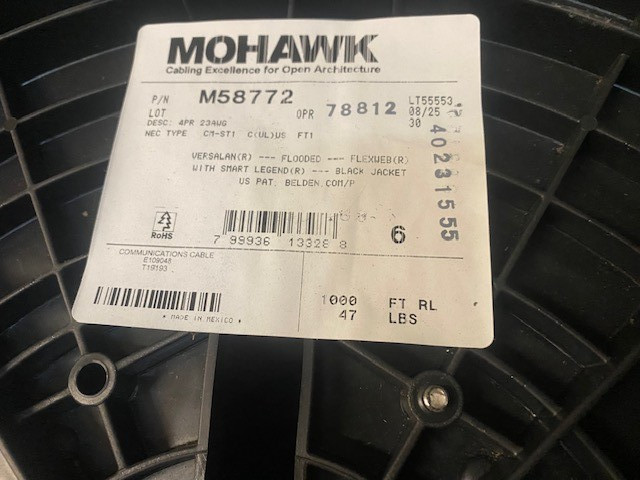 MOHAWK
Cabling Excellence for Open Architecture
P/N M58772 LT55553
LOT OPR 78812 08/25
DESC: 4PR 23AWG 30
NEC TYPE CM-ST1 C(UL)US FT1
VERSALAN(R) --- FLOODED --- FLEXWEB(R)
WITH SMART LEGEND(R) --- BLACK JACKET
US PAT: BELDEN.COM/P
40231555
RoHS
7 99936 13328 8 6
COMMUNICATIONS CABLE
E109048
T19193
• MADE IN MEXICO •
1000 FT RL
47 LBS